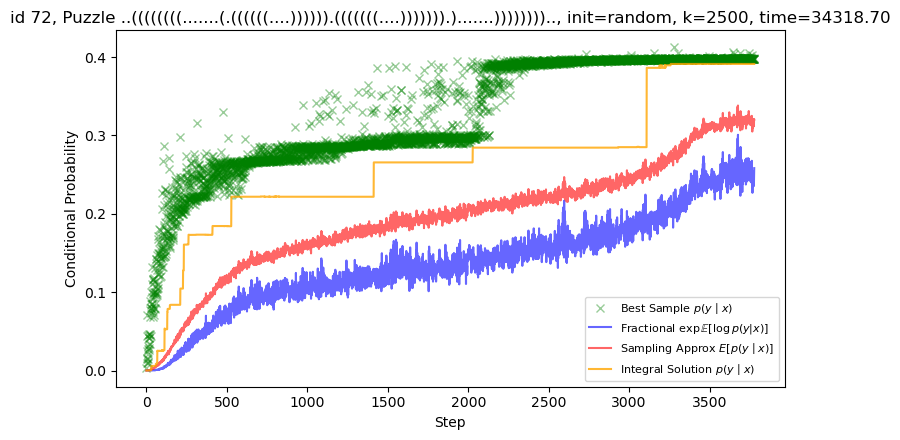 id 72, Puzzle ..((((((((.......(.((((((....)))))).(((((((....))))))).).......)))))))).., init=random, k=2500, time=34318.70
Conditional Probability
0.4
0.3
0.2
0.1
0.0
Best Sample p(y | x)
Fractional exp𝔼[log p(y|x)]
Sampling Approx E[p(y | x)]
Integral Solution p(y | x)
0 500 1000 1500 2000 2500 3000 3500
Step